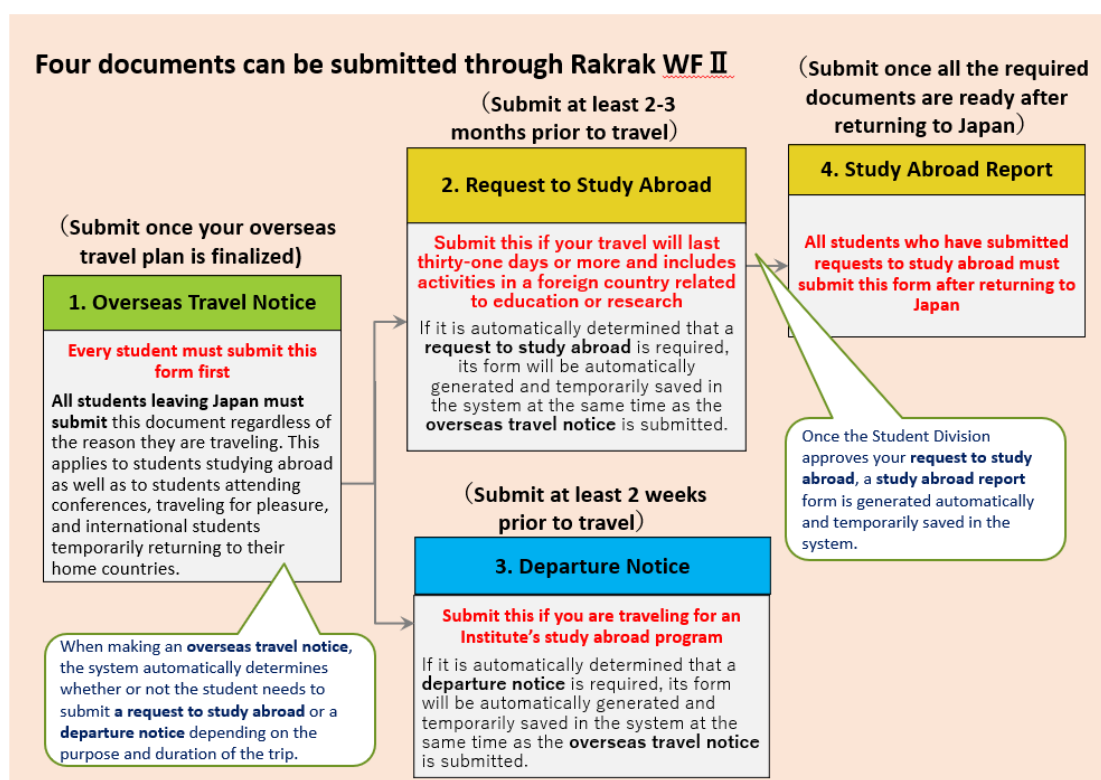 Four documents can be submitted through Rakrak WF Ⅱ
（Submit once your overseas
travel plan is finalized)
1. Overseas Travel Notice
Every student must submit this
form first
All students leaving Japan must
submit this document regardless of
the reason they are traveling. This
applies to students studying abroad
as well as to students attending
conferences, traveling for pleasure,
and international students
temporarily returning to their
home countries.
When making an overseas travel notice,
the system automatically determines
whether or not the student needs to
submit a request to study abroad or a
departure notice depending on the
purpose and duration of the trip.
（Submit at least 2-3
months prior to travel）
2. Request to Study Abroad
Submit this if your travel will last
thirty-one days or more and includes
activities in a foreign country related
to education or research
If it is automatically determined that a
request to study abroad is required,
its form will be automatically
generated and temporarily saved in
the system at the same time as the
overseas travel notice is submitted.
（Submit at least 2 weeks
prior to travel）
3. Departure Notice
Submit this if you are traveling for an
Institute’s study abroad program
If it is automatically determined that a
departure notice is required, its form
will be automatically generated and
temporarily saved in the system at the
same time as the overseas travel notice
is submitted.
（Submit once all the required
documents are ready after
returning to Japan）
4. Study Abroad Report
All students who have submitted
requests to study abroad must
submit this form after returning to
Japan
Once the Student Division
approves your request to study
abroad, a study abroad report
form is generated automatically
and temporarily saved in the
system.